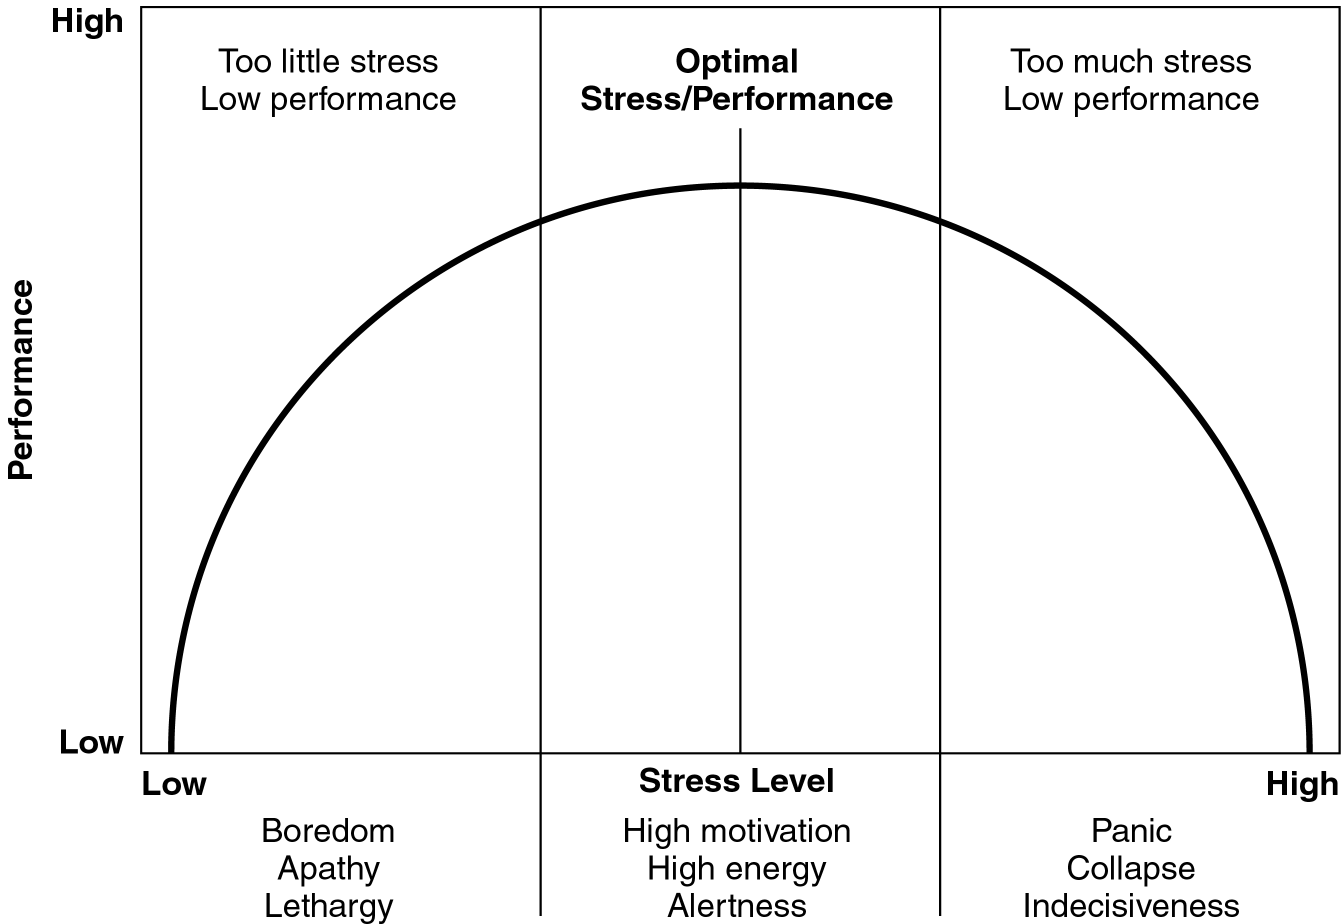 High
Too little stress
Low performance
Optimal
Stress/Performance
Too much stress
Low performance
Performance
Low
Low
Stress Level
High
Boredom
Apathy
Lethargy
High motivation
High energy
Alertness
Panic
Collapse
Indecisiveness